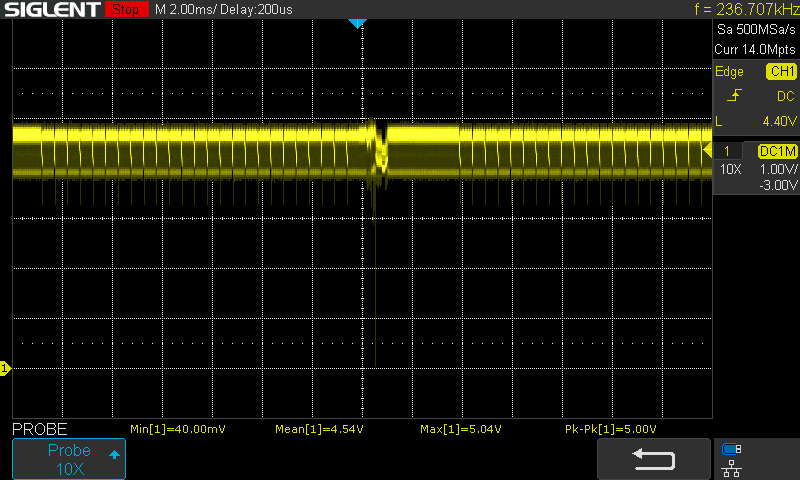 SIGLENT Stop M 2.00ms/ Delay:200us f = 236.707kHz
Sa 500MSa/s
Curr 14.0Mpts
Edge CH1
DC
L 4.40V
1 DC1M
10X 1.00V/
-3.00V
1
PROBE Min[1]=40.00mV Mean[1]=4.54V Max[1]=5.04V Pk-Pk[1]=5.00V
Probe
10X